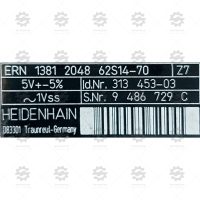 ERN 1381 2048 62S14-70 Z7
5V+-5% Id.Nr. 313 453-03
~1Vss S.Nr. 9 486 729 C
HEIDENHAIN
D83301 Traunreut-Germany